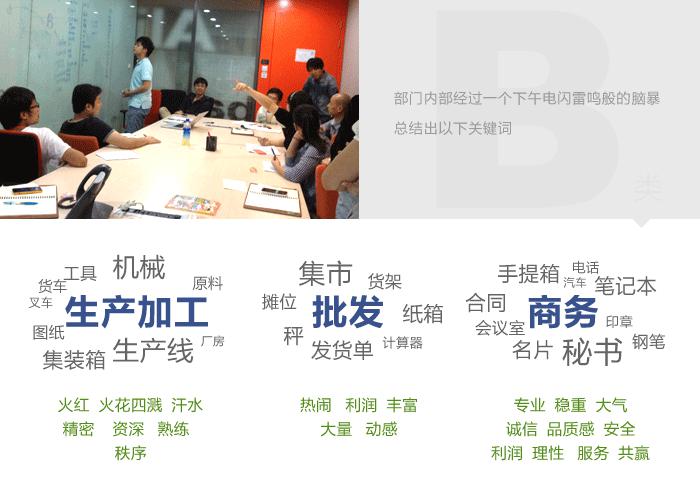 部门内部经过一个下午电闪雷鸣般的脑暴
总结出以下关键词
B
类
工具 机械 原料
货车
叉车 生产加工
图纸 厂房
集装箱 生产线
集市 货架
摊位 批发 纸箱
秤 发货单 计算器
手提箱 电话
汽车 笔记本
合同 商务 印章
会议室 名片 秘书 钢笔
火红 火花四溅 汗水
精密 资深 熟练
秩序
热闹 利润 丰富
大量 动感
专业 稳重 大气
诚信 品质感 安全
利润 理性 服务 共赢